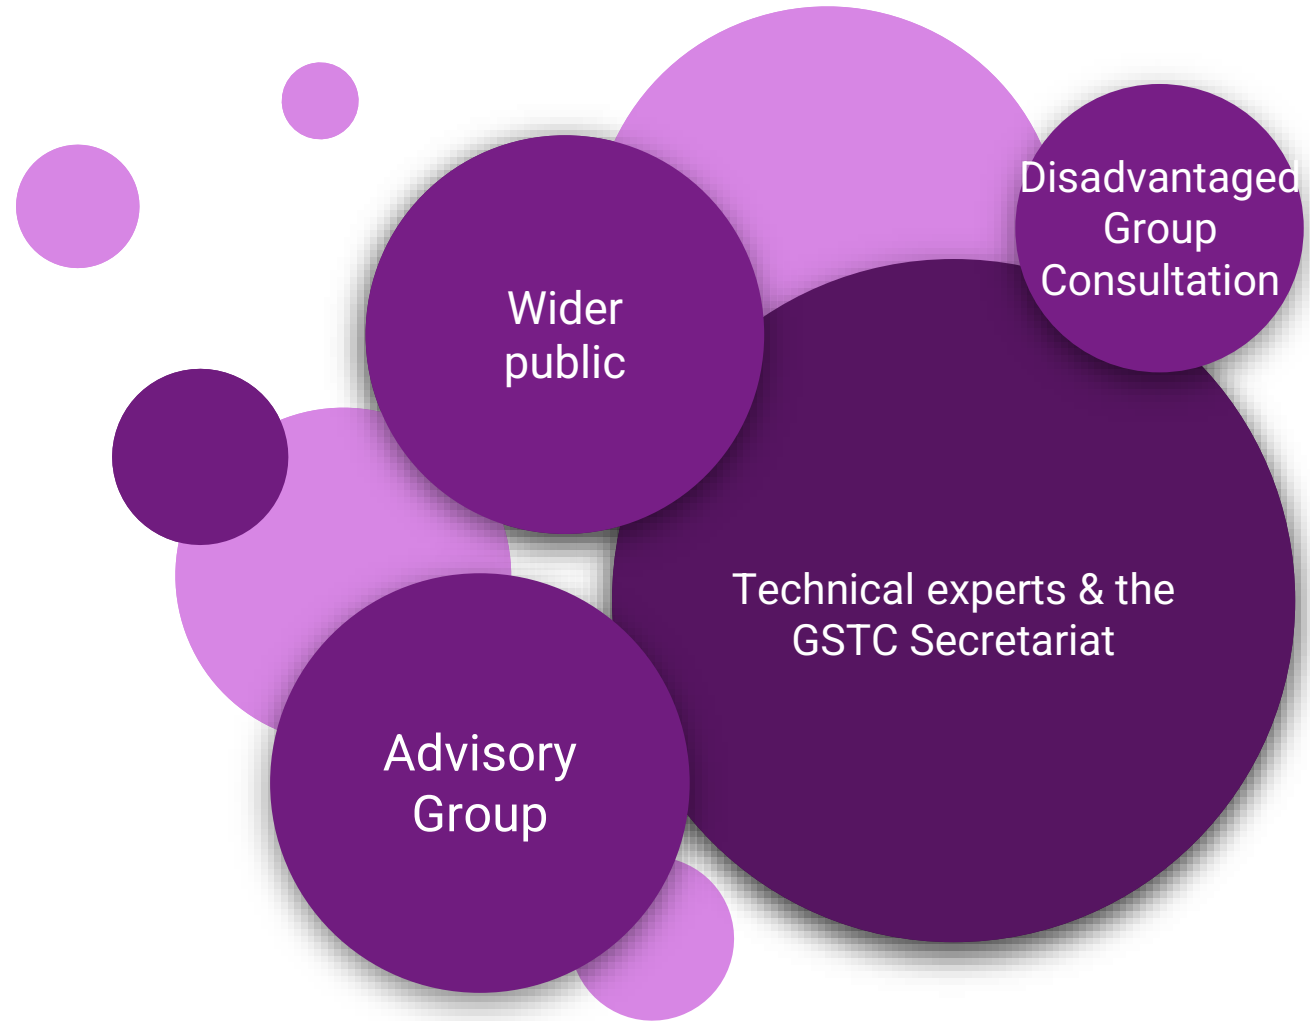 Disadvantaged
Group
Consultation
Wider
public
Technical experts & the
GSTC Secretariat
Advisory
Group